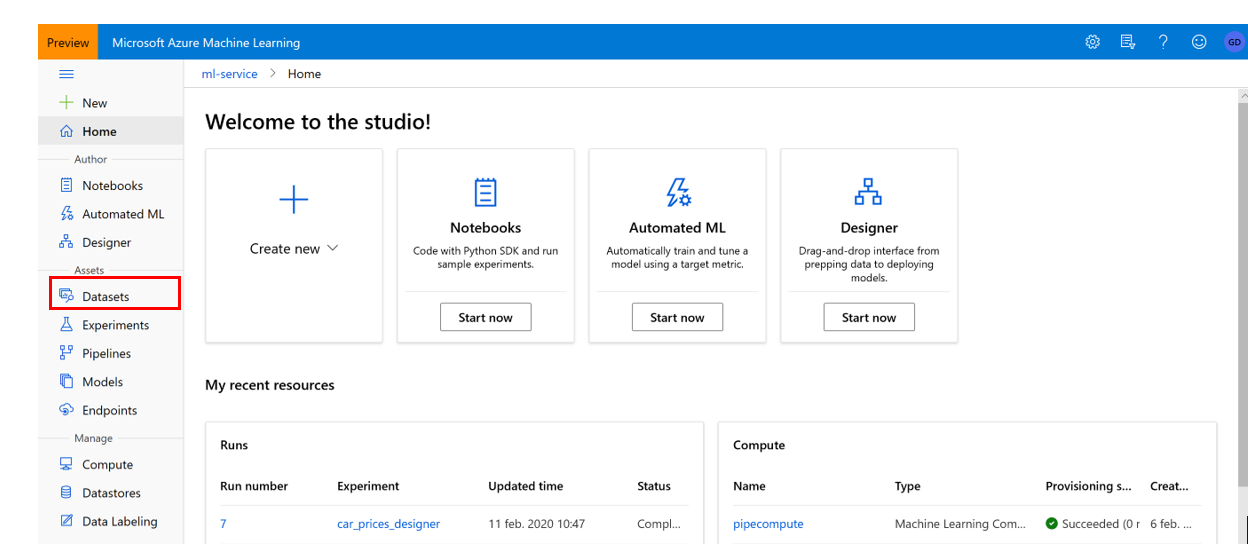 Preview Microsoft Azure Machine Learning GD
ml-service > Home
New
Home
Author
Notebooks
Automated ML
Designer
Assets
Datasets
Experiments
Pipelines
Models
Endpoints
Manage
Compute
Datastores
Data Labeling
Welcome to the studio!
Create new
Notebooks
Code with Python SDK and run
sample experiments.
Start now
Automated ML
Automatically train and tune a
model using a target metric.
Start now
Designer
Drag-and-drop interface from
prepping data to deploying
models.
Start now
My recent resources
Runs
Run number Experiment Updated time Status
7 car_prices_designer 11 feb. 2020 10:47 Compl...
Compute
Name Type Provisioning s... Creat...
pipecompute Machine Learning Com... Succeeded (0 r 6 feb. ...